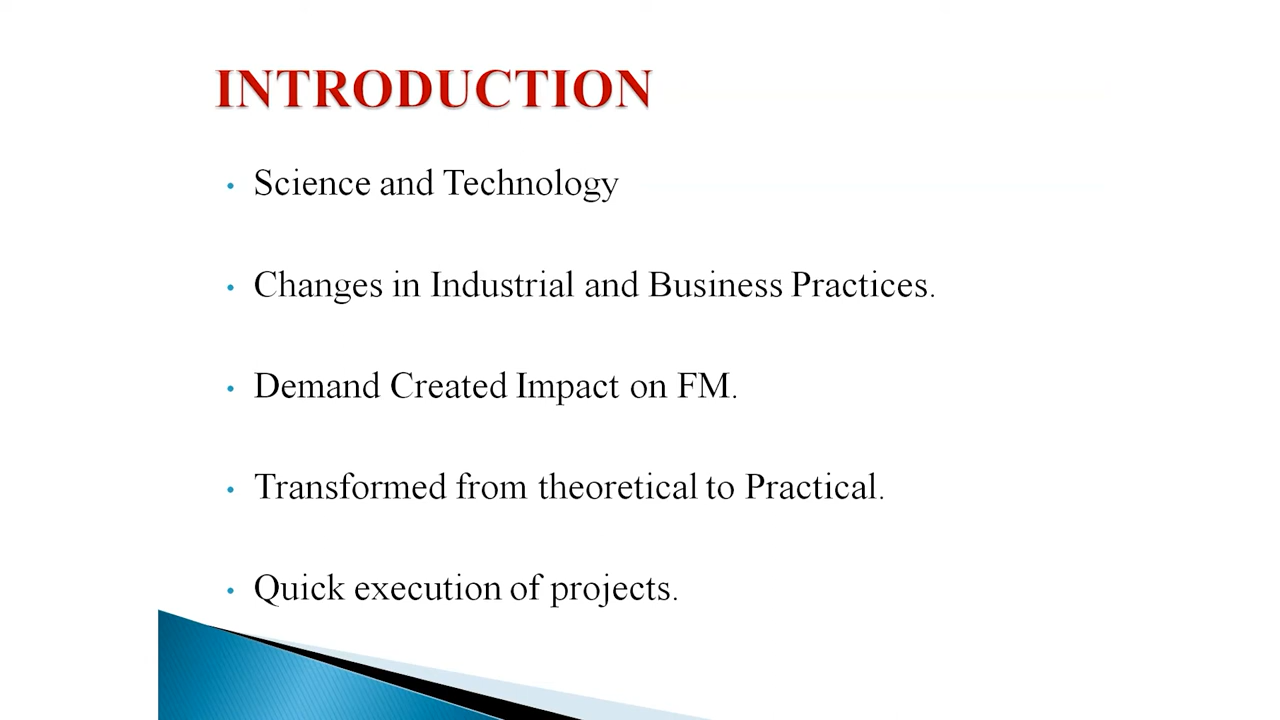 INTRODUCTION
• Science and Technology
• Changes in Industrial and Business Practices.
• Demand Created Impact on FM.
• Transformed from theoretical to Practical.
• Quick execution of projects.